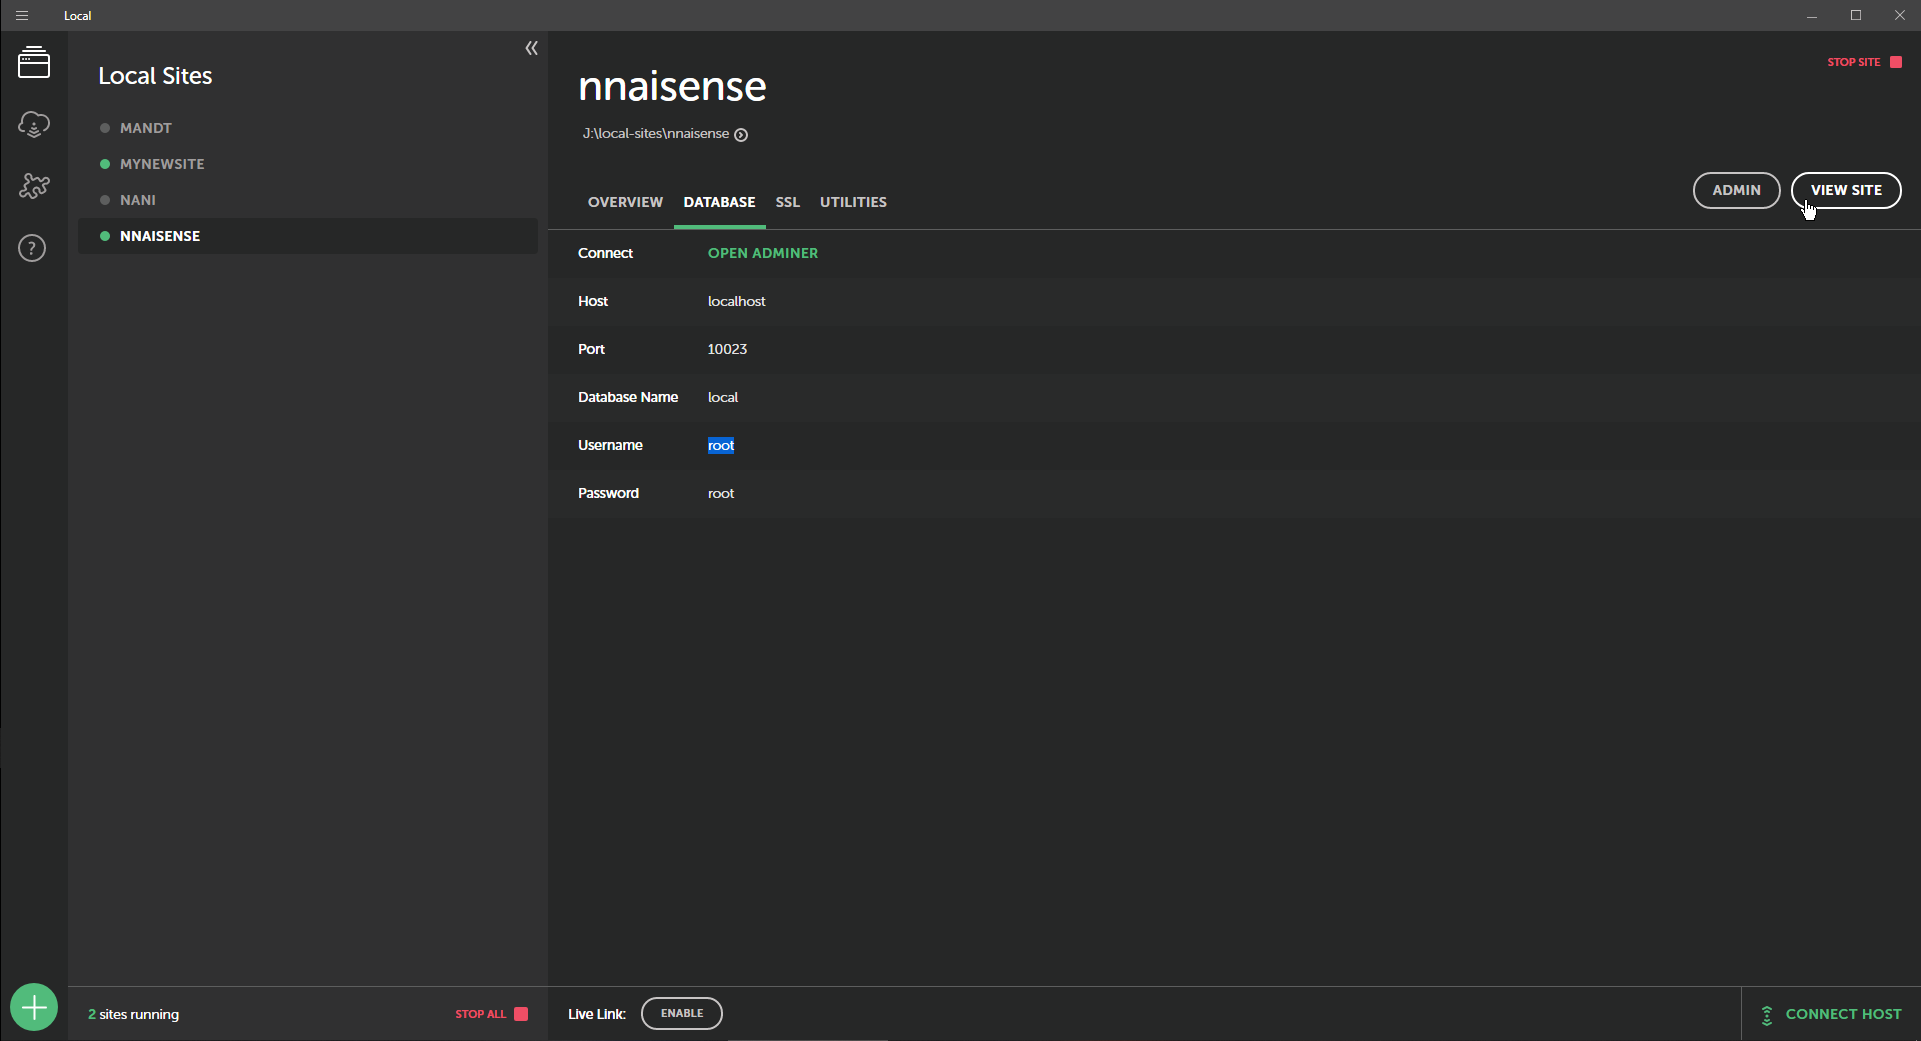 Local
Local Sites
MANDT
MYNEWSITE
NANI
NNAISENSE
2 sites running
STOP ALL
nnaisense
STOP SITE
J:\local-sites\nnaisense
OVERVIEW DATABASE SSL UTILITIES
ADMIN VIEW SITE
Connect OPEN ADMINER
Host localhost
Port 10023
Database Name local
Username root
Password root
Live Link: ENABLE
CONNECT HOST